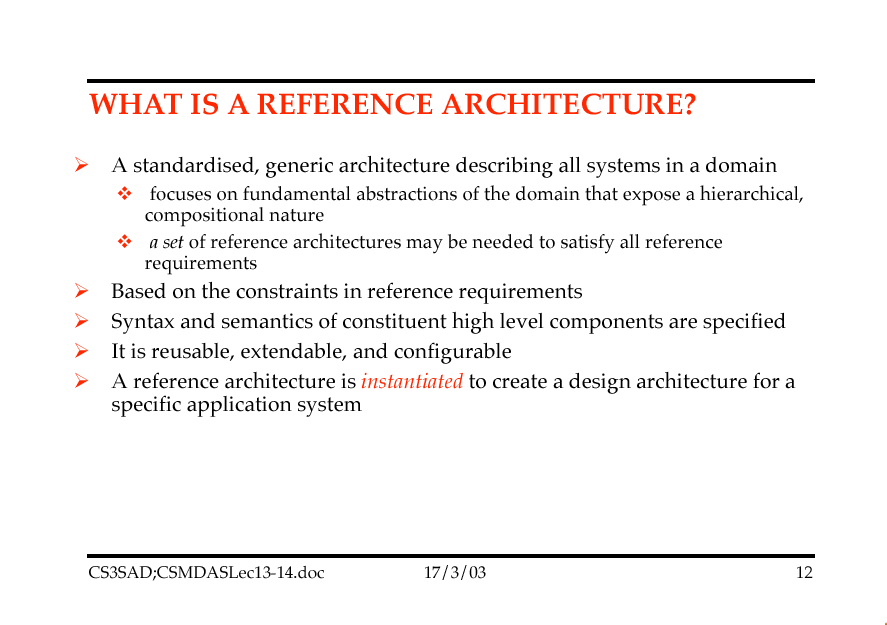 WHAT IS A REFERENCE ARCHITECTURE?
A standardised, generic architecture describing all systems in a domain
focuses on fundamental abstractions of the domain that expose a hierarchical,
compositional nature
a set of reference architectures may be needed to satisfy all reference
requirements
Based on the constraints in reference requirements
Syntax and semantics of constituent high level components are specified
It is reusable, extendable, and configurable
A reference architecture is instantiated to create a design architecture for a
specific application system
CS3SAD;CSMDASLec13-14.doc 17/3/03 12